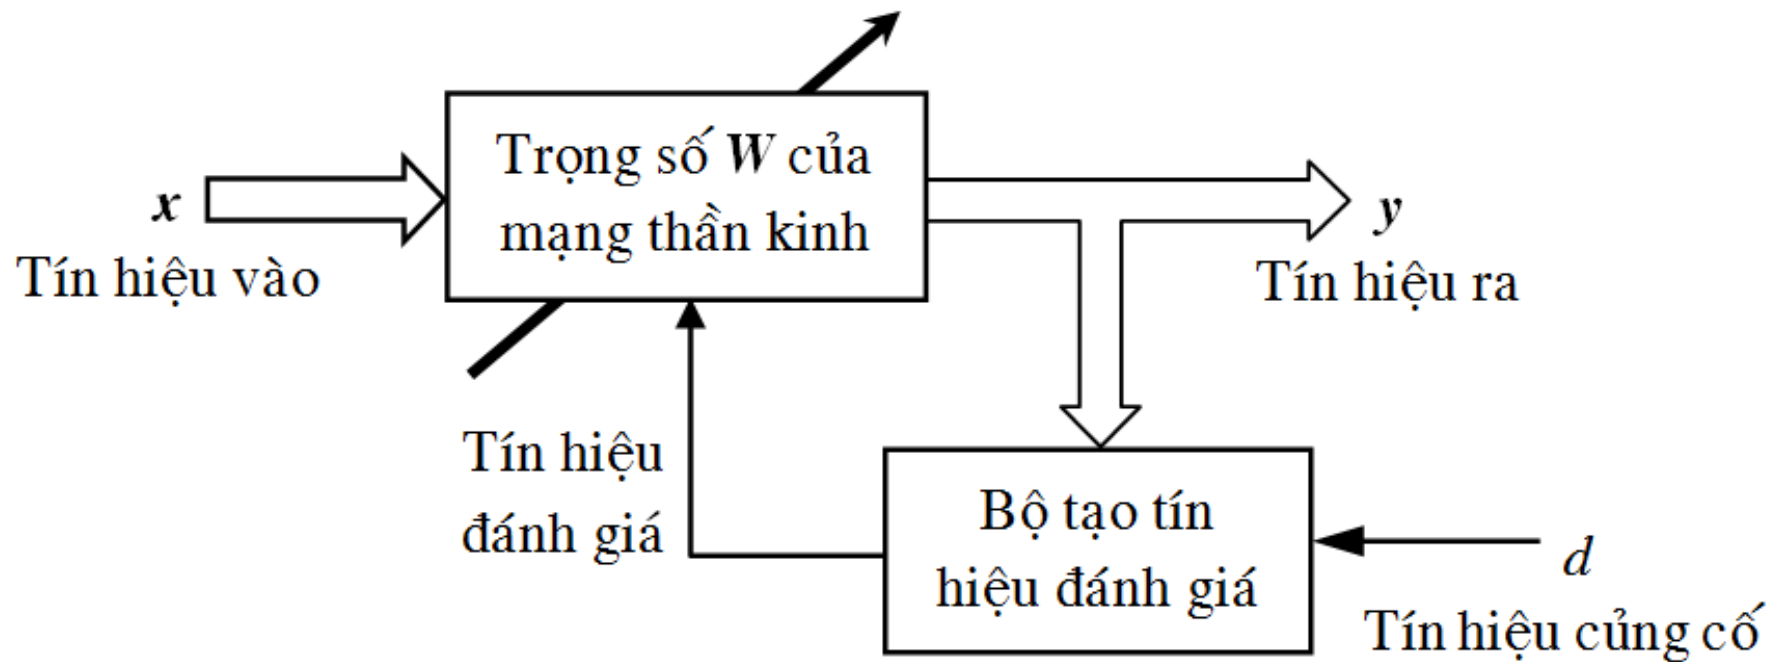 Trọng số W của
mạng thần kinh
x
Tín hiệu vào
y
Tín hiệu ra
Tín hiệu
đánh giá
Bộ tạo tín
hiệu đánh giá
d
Tín hiệu củng cố